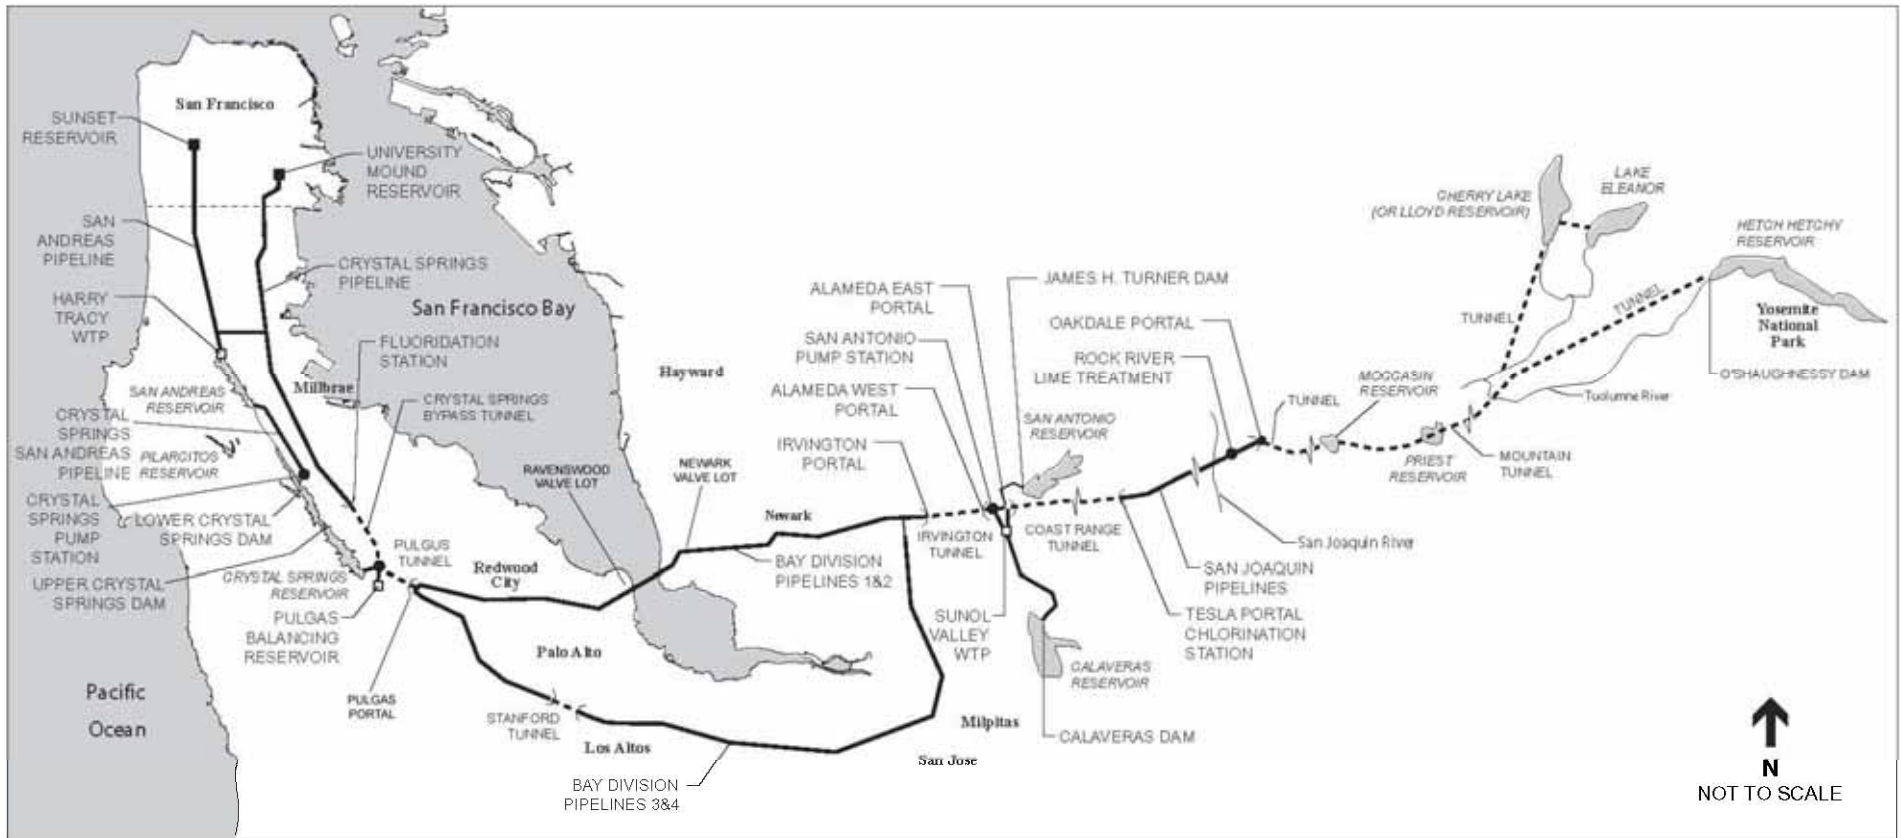 San Francisco
SUNSET
RESERVOIR
UNIVERSITY
MOUND
RESERVOIR
SAN
ANDREAS
PIPELINE
CRYSTAL SPRINGS
PIPELINE
HARRY
TRACY
WTP
San Francisco Bay
FLUORIDATION
STATION
Millbrae
SAN ANDREAS
RESERVOIR
CRYSTAL SPRINGS
BYPASS TUNNEL
CRYSTAL
SPRINGS
SAN ANDREAS
PIPELINE
PILARCITOS
RESERVOIR
CRYSTAL
SPRINGS
PUMP
STATION
LOWER CRYSTAL
SPRINGS DAM
UPPER CRYSTAL
SPRINGS DAM
CRYSTAL SPRINGS
RESERVOIR
PULGUS
TUNNEL
PULGAS
BALANCING
RESERVOIR
PULGAS
PORTAL
Pacific
Ocean
Redwood
City
Palo Alto
STANFORD
TUNNEL
Los Altos
BAY DIVISION
PIPELINES 3&4
RAVENSWOOD
VALVE LOT
NEWARK
VALVE LOT
Hayward
Newark
BAY DIVISION
PIPELINES 1&2
ALAMEDA EAST
PORTAL
SAN ANTONIO
PUMP STATION
ALAMEDA WEST
PORTAL
IRVINGTON
PORTAL
IRVINGTON
TUNNEL
JAMES H. TURNER DAM
OAKDALE PORTAL
ROCK RIVER
LIME TREATMENT
SAN ANTONIO
RESERVOIR
COAST RANGE
TUNNEL
SUNOL
VALLEY
WTP
CALAVERAS
RESERVOIR
CALAVERAS DAM
Milpitas
San Jose
San Joaquin River
SAN JOAQUIN
PIPELINES
TESLA PORTAL
CHLORINATION
STATION
TUNNEL
MOCCASIN
RESERVOIR
PRIEST
RESERVOIR
MOUNTAIN
TUNNEL
CHERRY LAKE
(OR LLOYD RESERVOIR)
LAKE
ELEANOR
TUNNEL
TUNNEL
HETCH HETCHY
RESERVOIR
Yosemite
National
Park
O'SHAUGHNESSY DAM
Tuolumne River
N
NOT TO SCALE